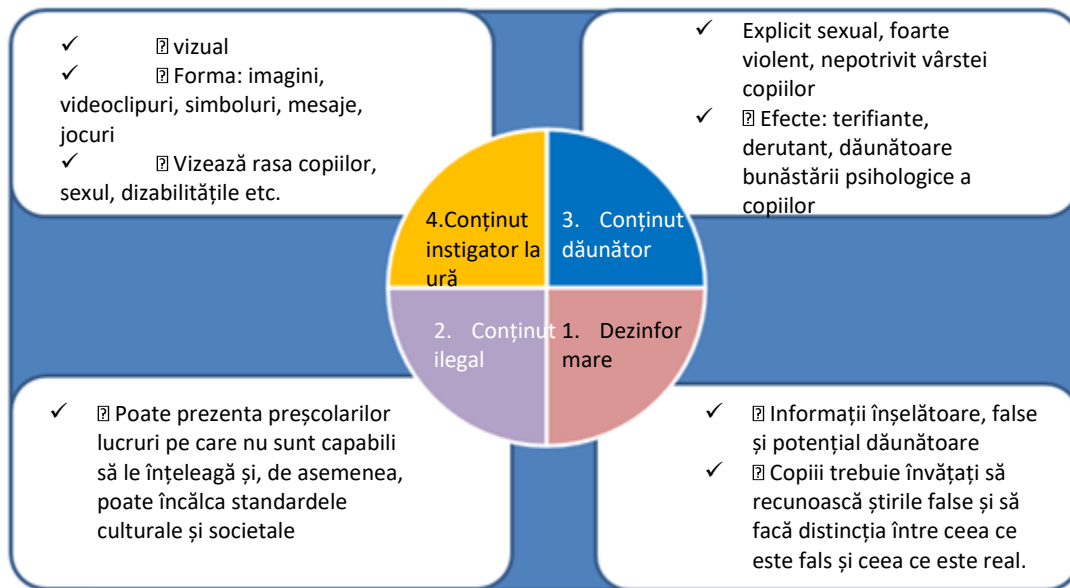 ✓ ⍰ vizual
✓ ⍰ Forma: imagini,
videoclipuri, simboluri, mesaje,
jocuri
✓ ⍰ Vizează rasa copiilor,
sexul, dizabilitățile etc.
✓ Explicit sexual, foarte
violent, nepotrivit vârstei
copiilor
✓ ⍰ Efecte: terifiante,
derutant, dăunătoare
bunăstării psihologice a
copiilor
4.Conținut
instigator la
ură
3. Conținut
dăunător
2. Conținut
ilegal
1. Dezinfor
mare
✓ ⍰ Poate prezenta preșcolarilor
lucruri pe care nu sunt capabili
să le înțeleagă și, de asemenea,
poate încălca standardele
culturale și societale
✓ ⍰ Informații înșelătoare, false
și potențial dăunătoare
✓ ⍰ Copiii trebuie învățați să
recunoască știrile false și să
facă distincția între ceea ce
este fals și ceea ce este real.